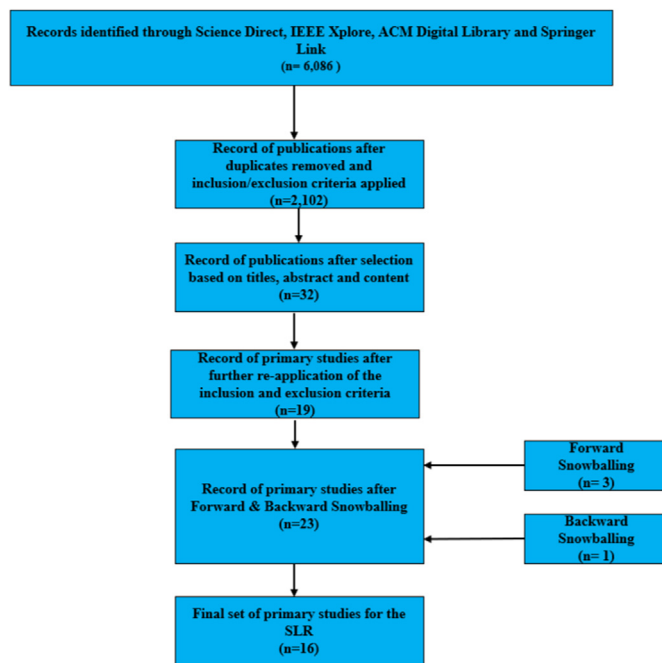 Records identified through Science Direct, IEEE Xplore, ACM Digital Library and Springer
Link
(n= 6,086 )
Record of publications after
duplicates removed and
inclusion/exclusion criteria applied
(n=2,102)
Record of publications after selection
based on titles, abstract and content
(n=32)
Record of primary studies after
further re-application of the
inclusion and exclusion criteria
(n=19)
Record of primary studies after
Forward & Backward Snowballing
(n=23)
Forward
Snowballing
(n= 3)
Backward
Snowballing
(n= 1)
Final set of primary studies for the
SLR
(n=16)